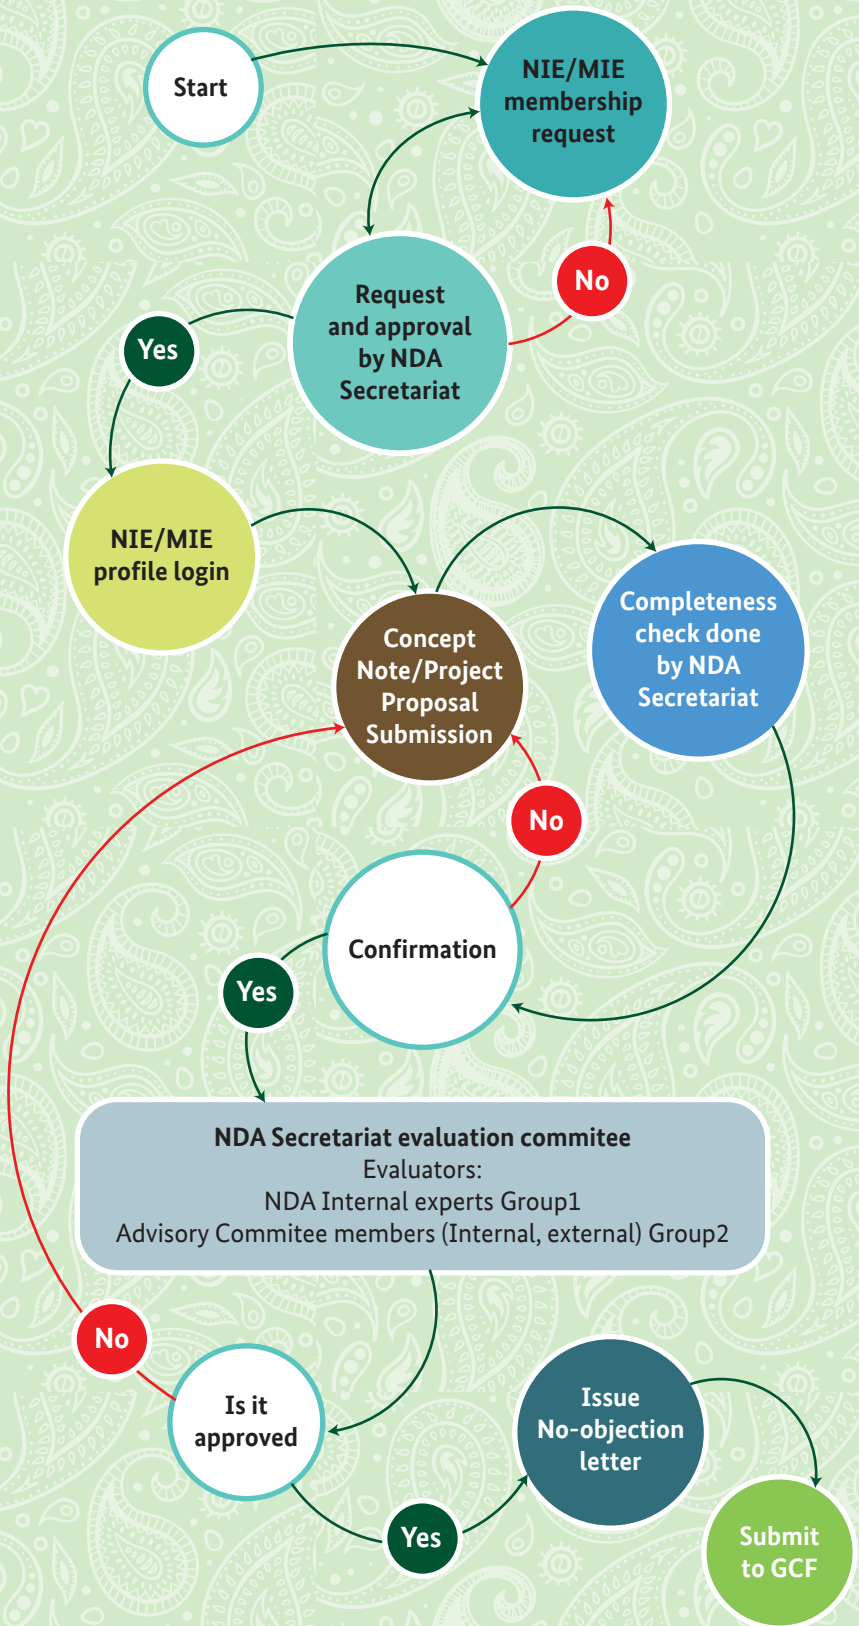 Start
NIE/MIE
membership
request
No
Request
and approval
by NDA
Secretariat
Yes
NIE/MIE
profile login
Concept
Note/Project
Proposal
Submission
Completeness
check done
by NDA
Secretariat
No
Confirmation
Yes
NDA Secretariat evaluation commitee
Evaluators:
NDA Internal experts Group1
Advisory Commitee members (Internal, external) Group2
No
Is it
approved
Yes
Issue
No-objection
letter
Submit
to GCF